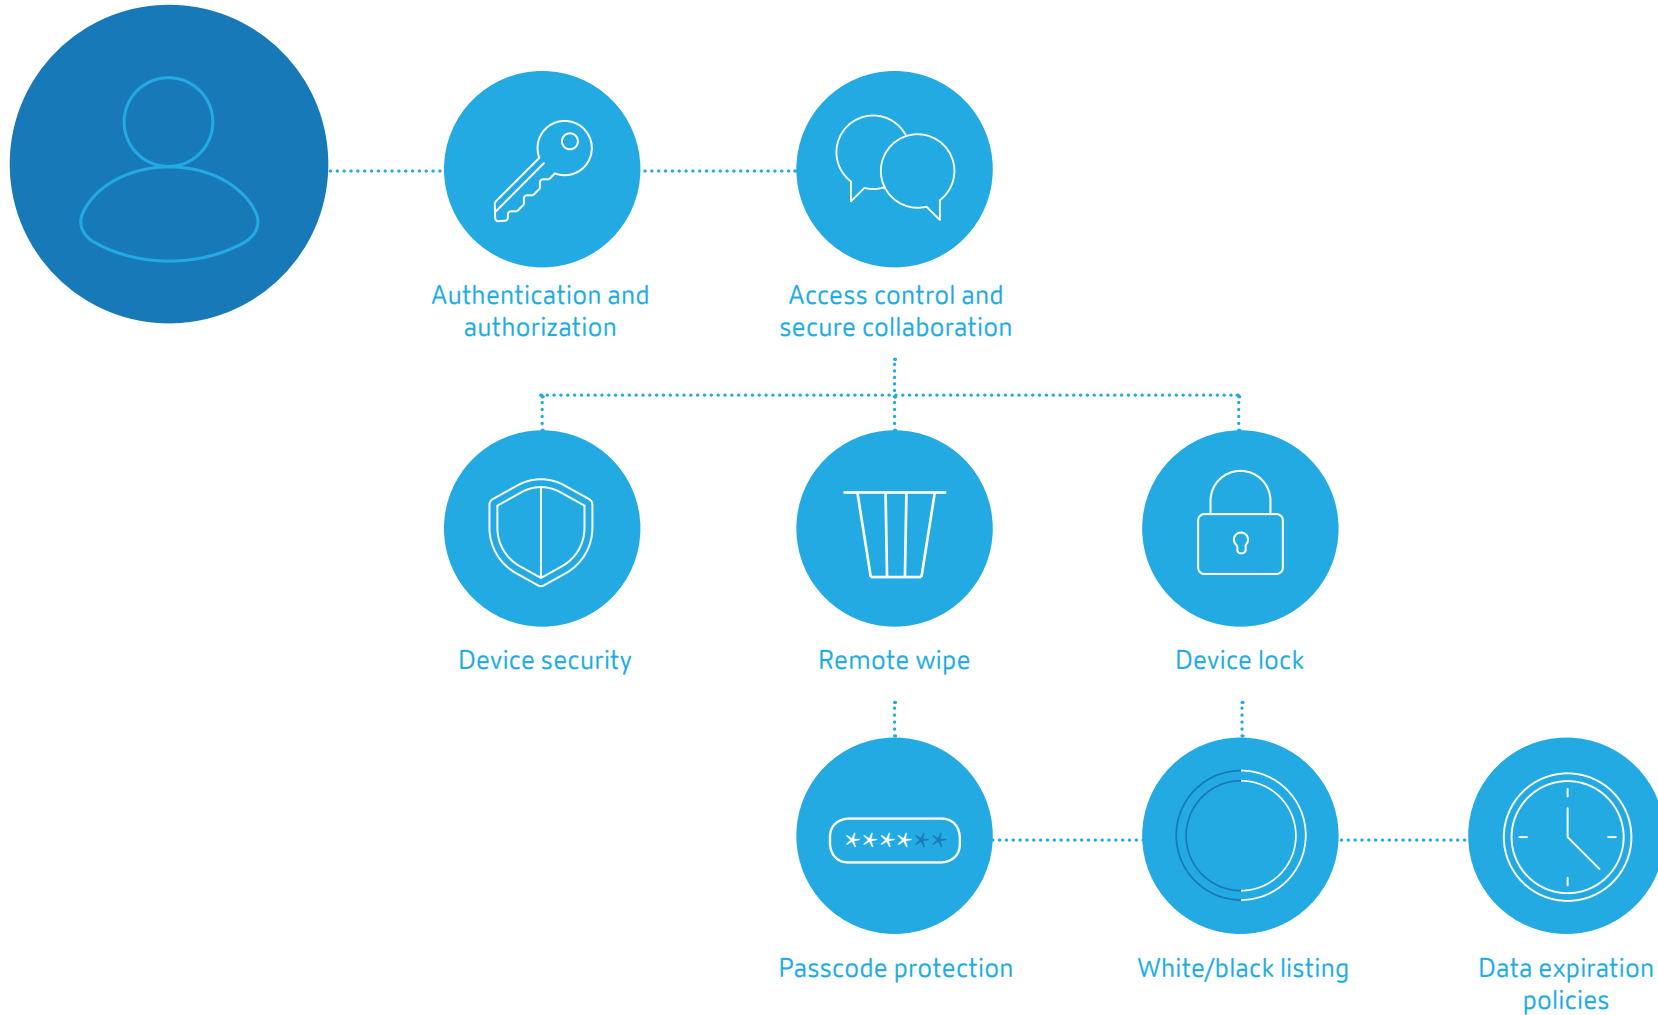 Authentication and
authorization
Access control and
secure collaboration
Device security
Remote wipe
Device lock
******
Passcode protection
White/black listing
Data expiration
policies